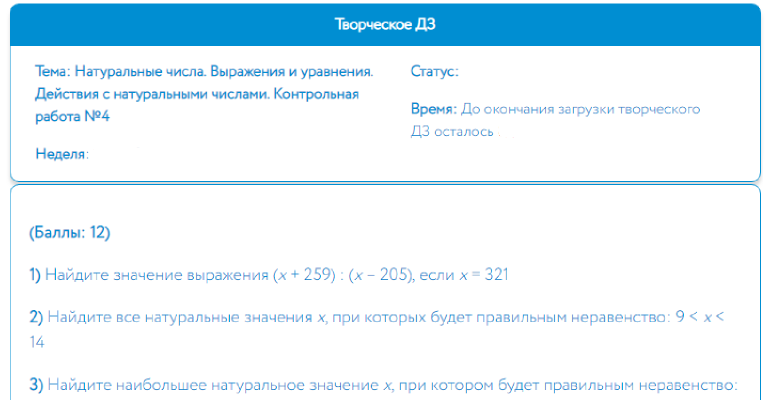 Творческое ДЗ
Тема: Натуральные числа. Выражения и уравнения.
Действия с натуральными числами. Контрольная
работа №4
Неделя:
Статус:
Время: До окончания загрузки творческого
ДЗ осталось .
(Баллы: 12)
1) Найдите значение выражения (x + 259) : (x – 205), если x = 321
2) Найдите все натуральные значения x, при которых будет правильным неравенство: 9 < x <
14
3) Найдите наибольшее натуральное значение x, при котором будет правильным неравенство: